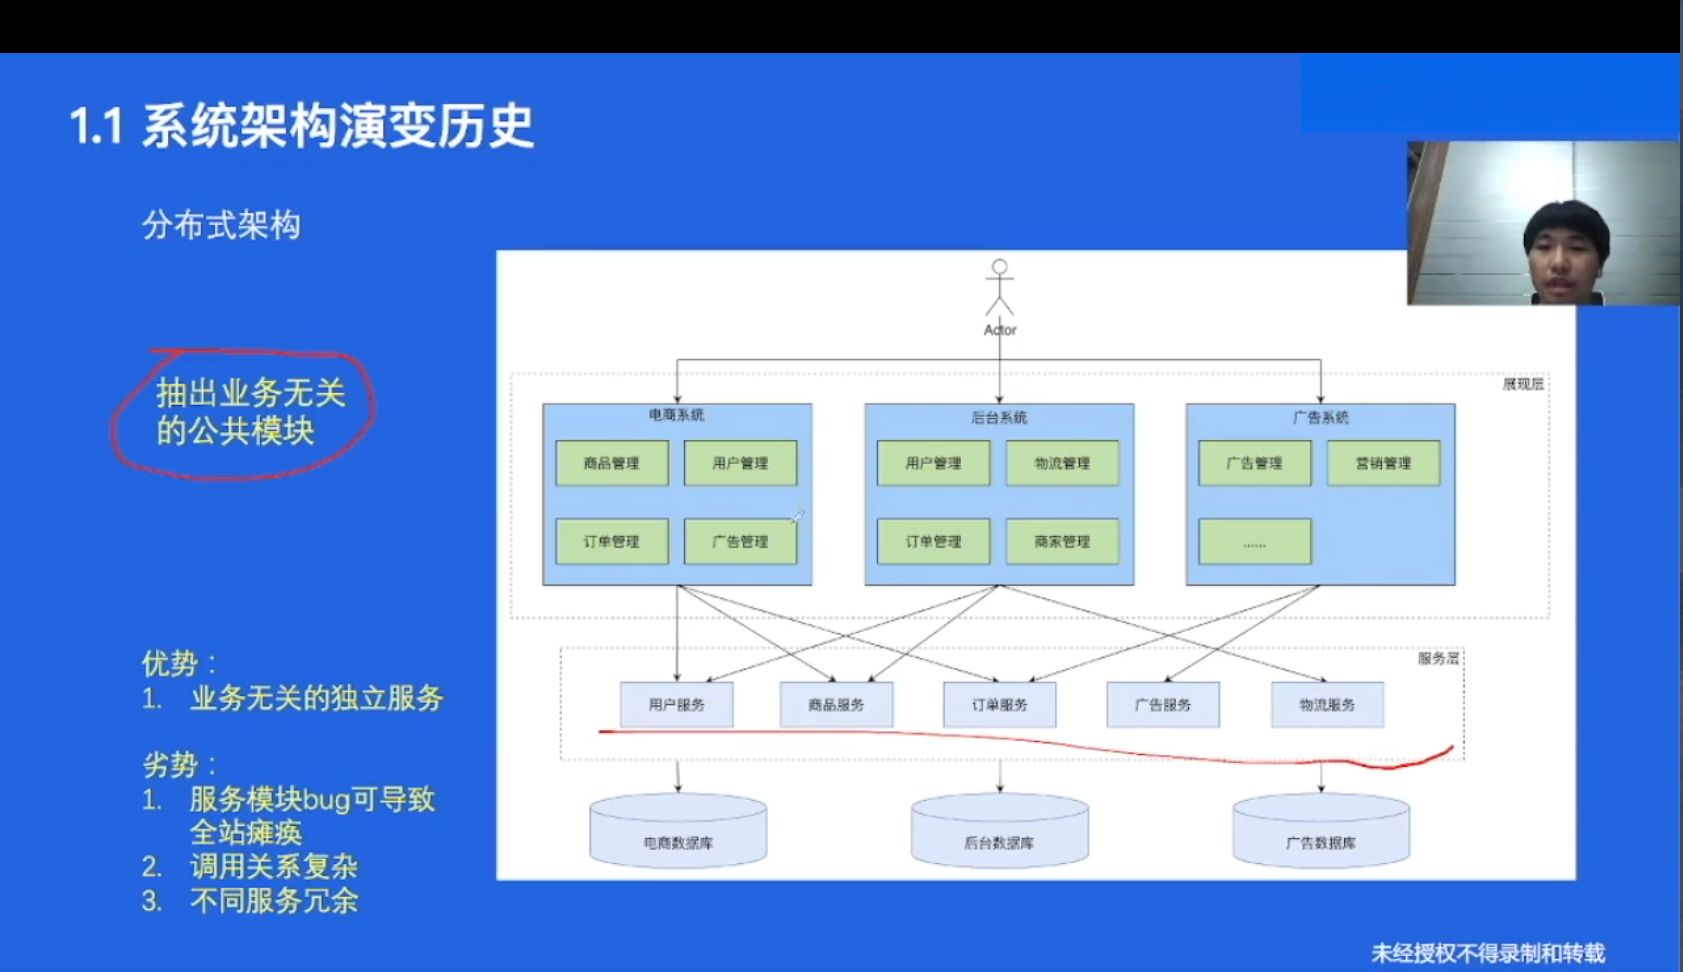 1.1 系统架构演变历史
分布式架构
抽出业务无关
的公共模块
优势：
1. 业务无关的独立服务
劣势：
1. 服务模块bug可导致
全站瘫痪
2. 调用关系复杂
3. 不同服务冗余
Actor
展现层
电商系统
后台系统
广告系统
商品管理
用户管理
用户管理
物流管理
广告管理
营销管理
订单管理
广告管理
订单管理
商家管理
......
服务层
用户服务
商品服务
订单服务
广告服务
物流服务
电商数据库
后台数据库
广告数据库
未经授权不得录制和转载